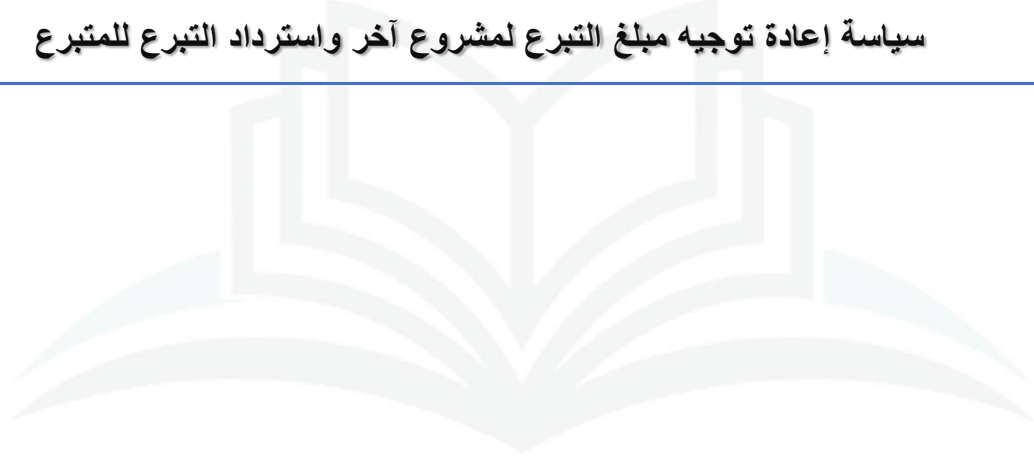 سياسة إعادة توجيه مبلغ التبرع لمشروع آخر واسترداد التبرع للمتبرع